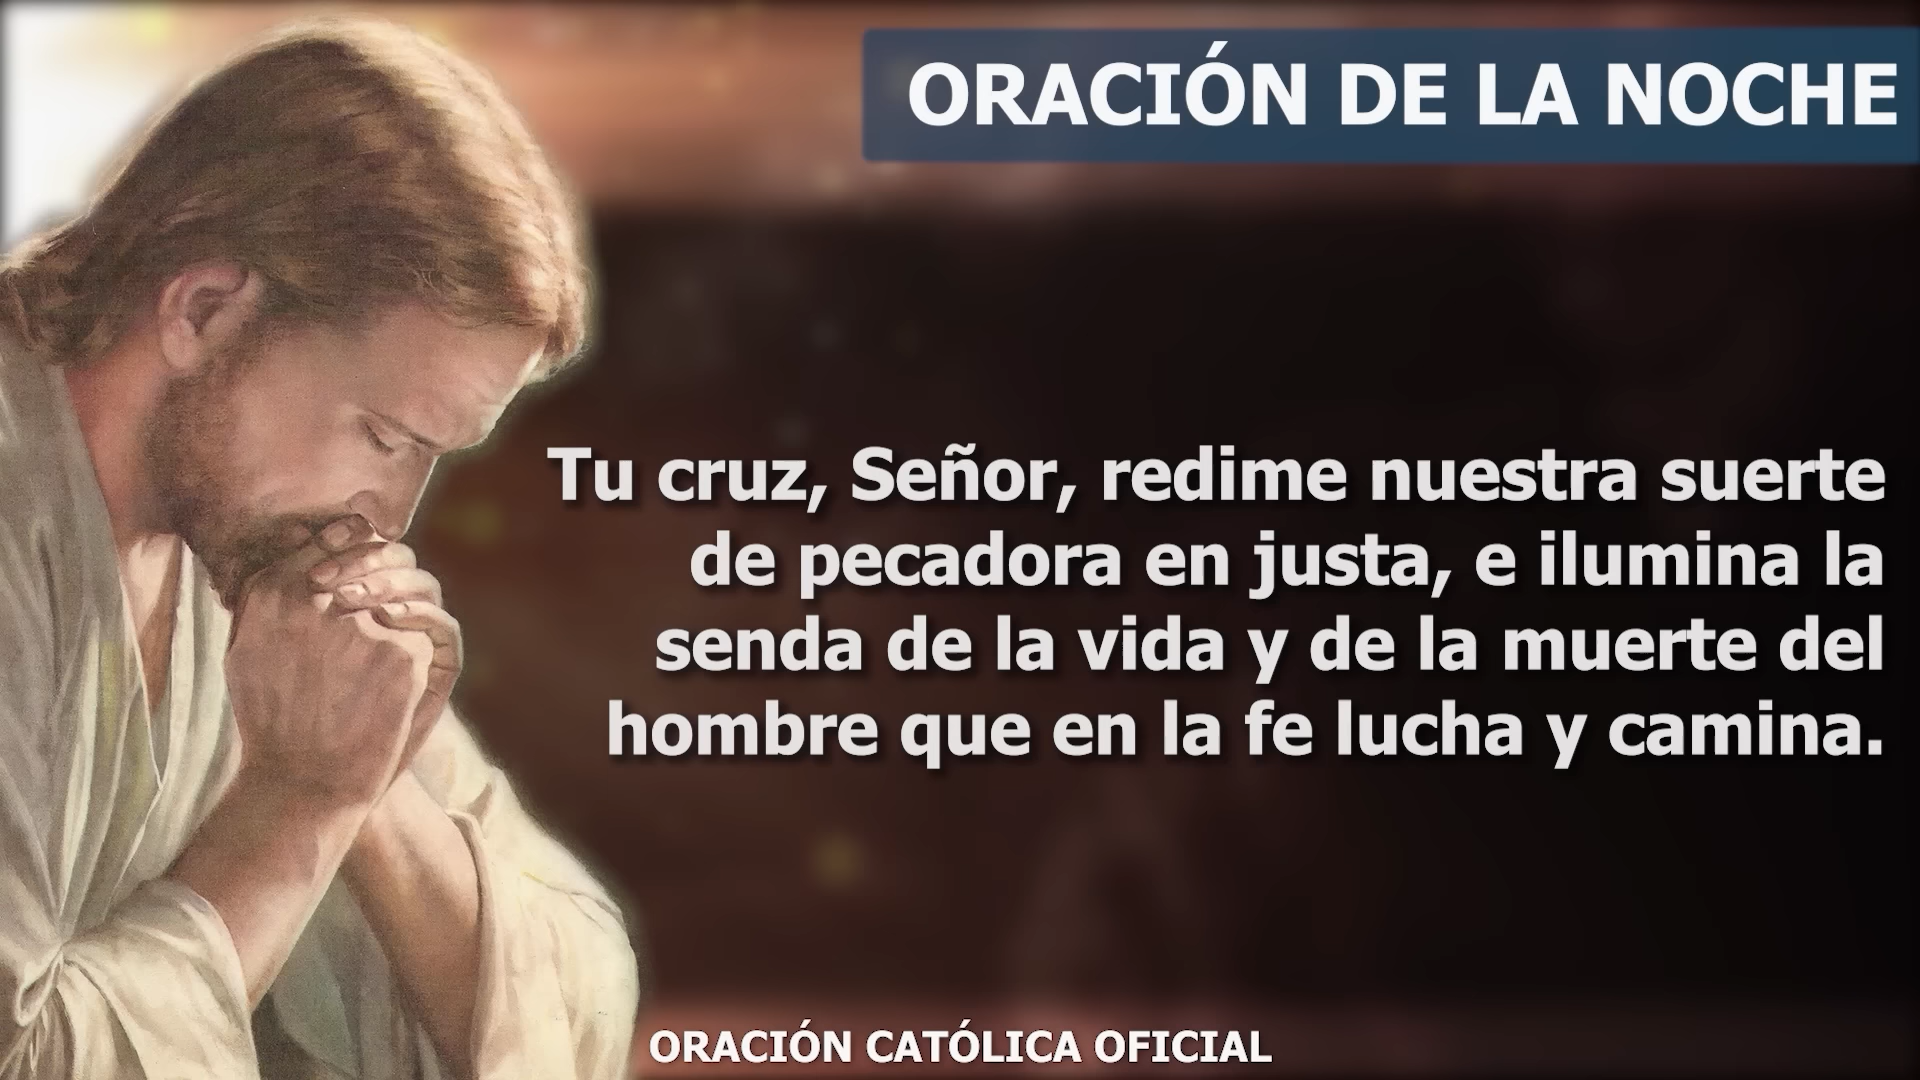 ORACIÓN DE LA NOCHE
Tu cruz, Señor, redime nuestra suerte
de pecadora en justa, e ilumina la
senda de la vida y de la muerte del
hombre que en la fe lucha y camina.
ORACIÓN CATÓLICA OFICIAL